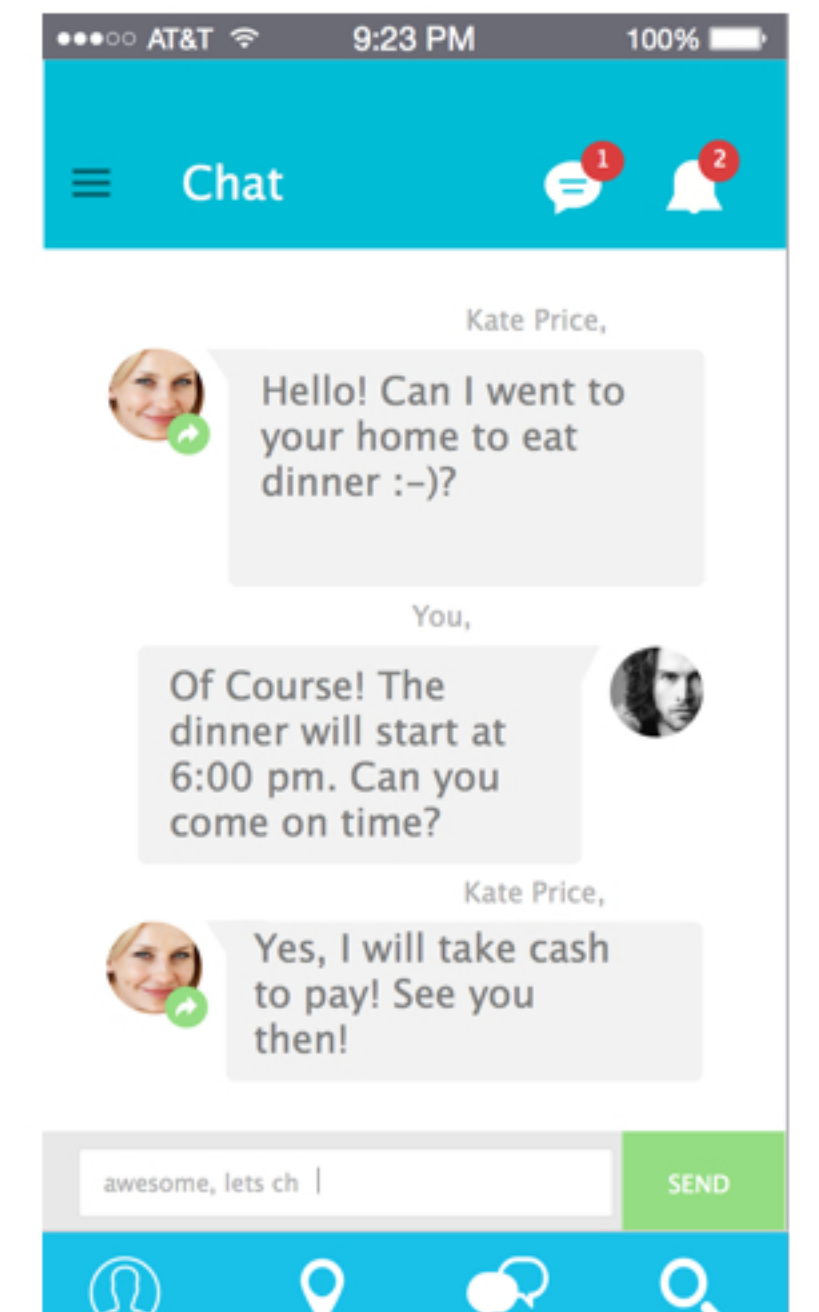 AT&T 9:23 PM 100%
Chat 1 2
Kate Price,
Hello! Can I went to
your home to eat
dinner :-)?
You,
Of Course! The
dinner will start at
6:00 pm. Can you
come on time?
Kate Price,
Yes, I will take cash
to pay! See you
then!
awesome, lets ch SEND